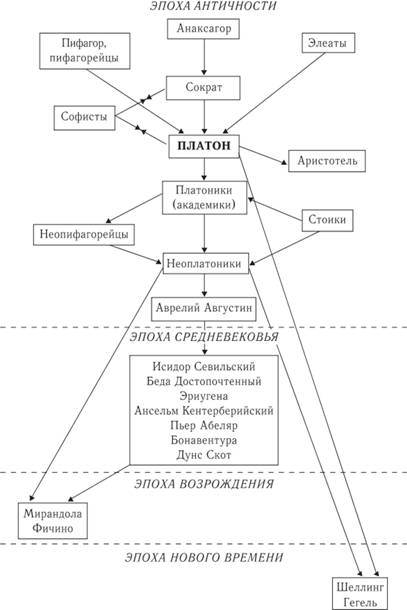 ЭПОХА АНТИЧНОСТИ
Анаксагор
Пифагор,
пифагорейцы
Элеаты
Сократ
Софисты
ПЛАТОН
Аристотель
Платоники
(академики)
Стоики
Неопифагорейцы
Неоплатоники
Аврелий Августин
ЭПОХА СРЕДНЕВЕКОВЬЯ
Исидор Севильский
Беда Достопочтенный
Эриугена
Ансельм Кентерберийский
Пьер Абеляр
Бонавентура
Дунс Скот
ЭПОХА ВОЗРОЖДЕНИЯ
Мирандола
Фичино
ЭПОХА НОВОГО ВРЕМЕНИ
Шеллинг
Гегель